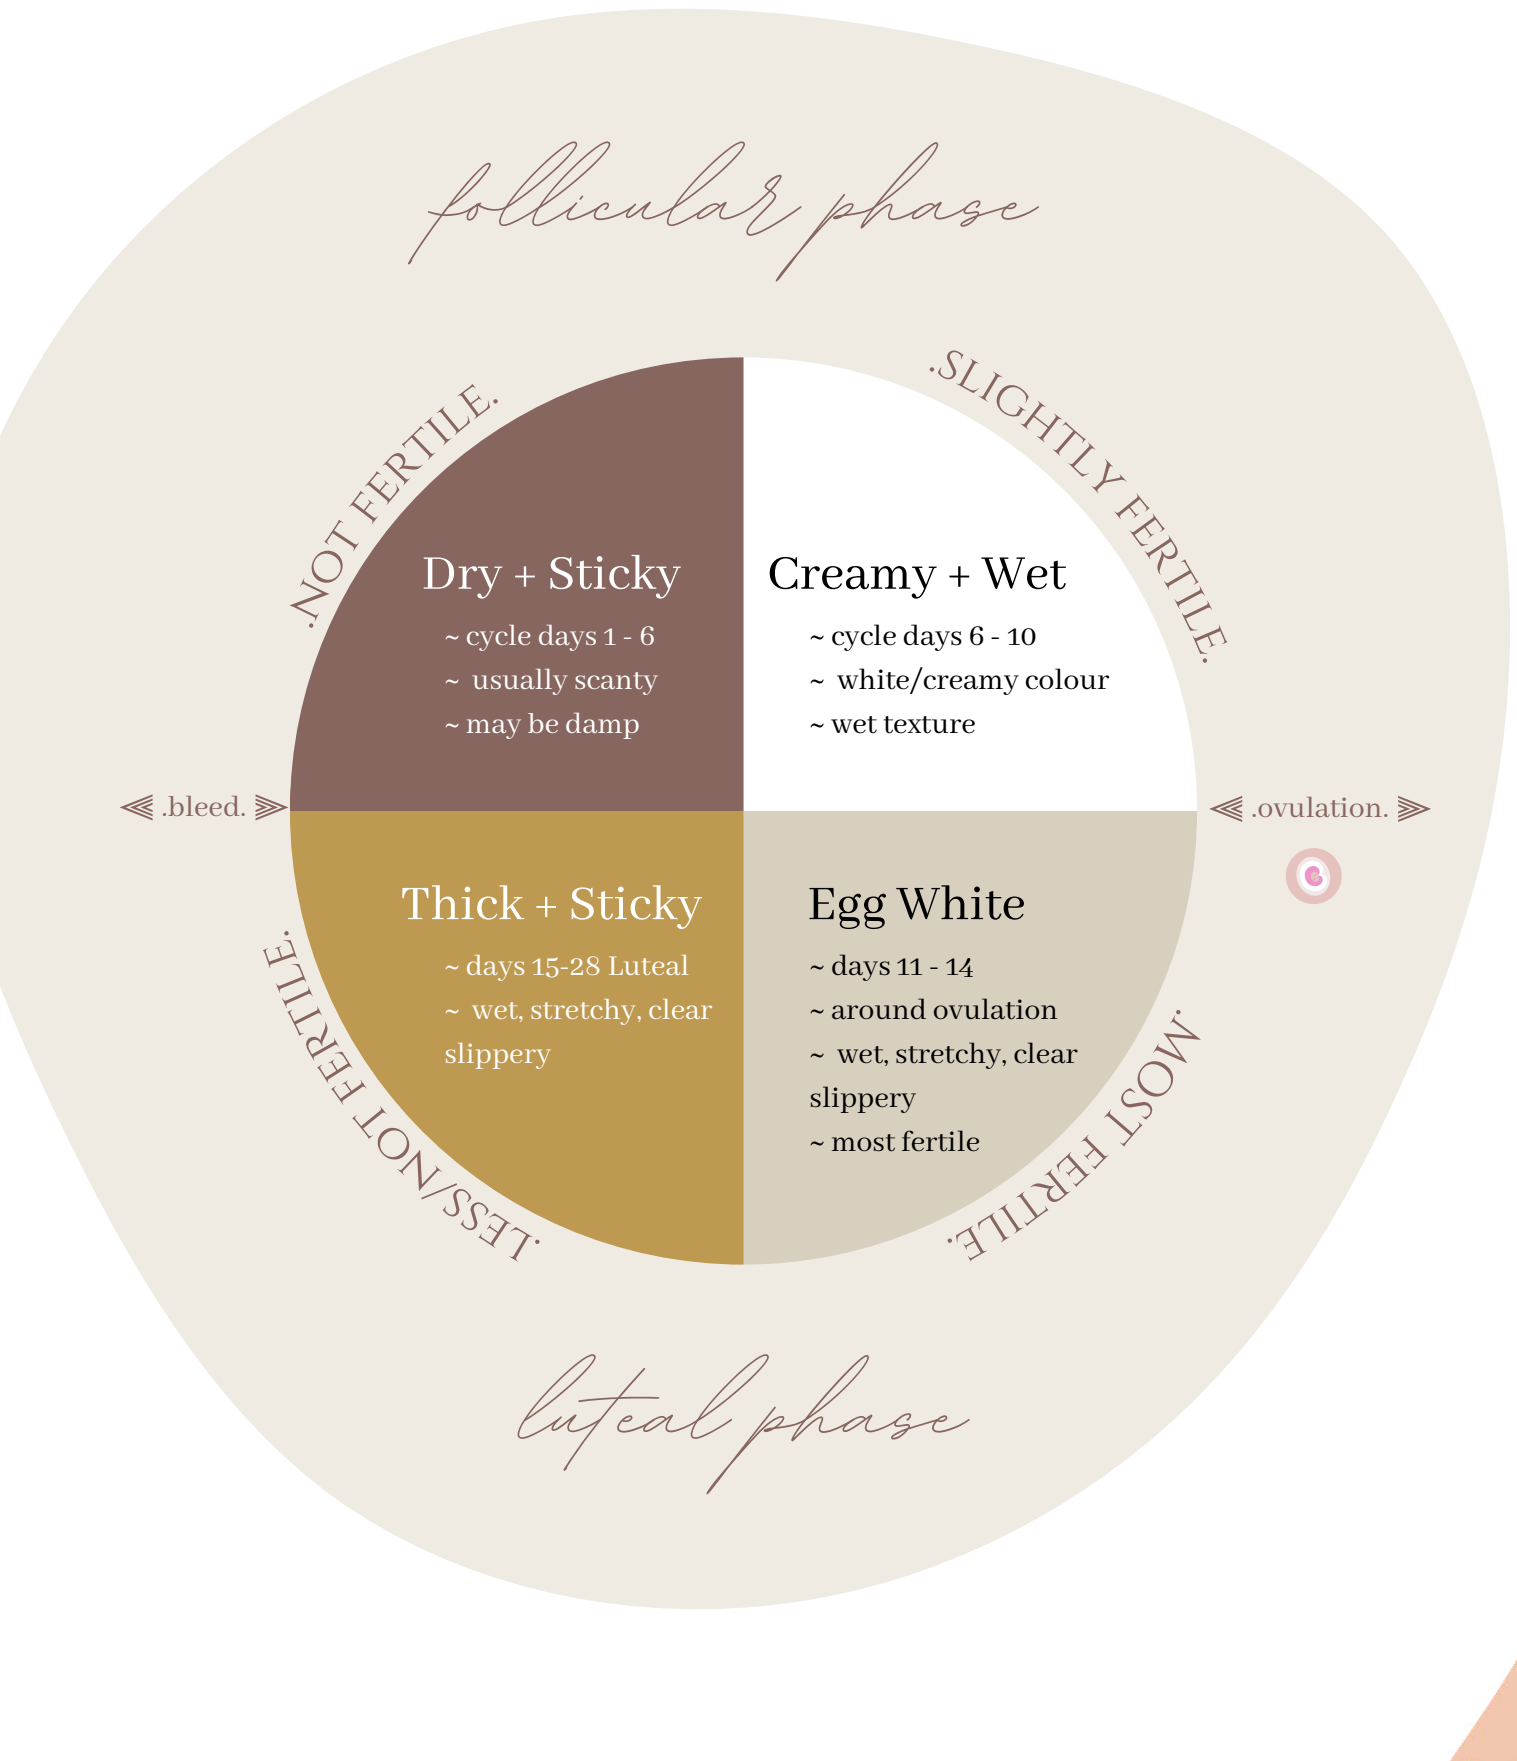 follicular phase
.NOT FERTILE.
.SLIGHTLY FERTILE.
Dry + Sticky
~ cycle days 1 - 6
~ usually scanty
~ may be damp
Creamy + Wet
~ cycle days 6 - 10
~ white/creamy colour
~ wet texture
.bleed.
.ovulation.
Thick + Sticky
~ days 15-28 Luteal
~ wet, stretchy, clear
slippery
Egg White
~ days 11 - 14
~ around ovulation
~ wet, stretchy, clear
slippery
~ most fertile
.LESS/NOT FERTILE.
.MOST FERTILE.
luteal phase